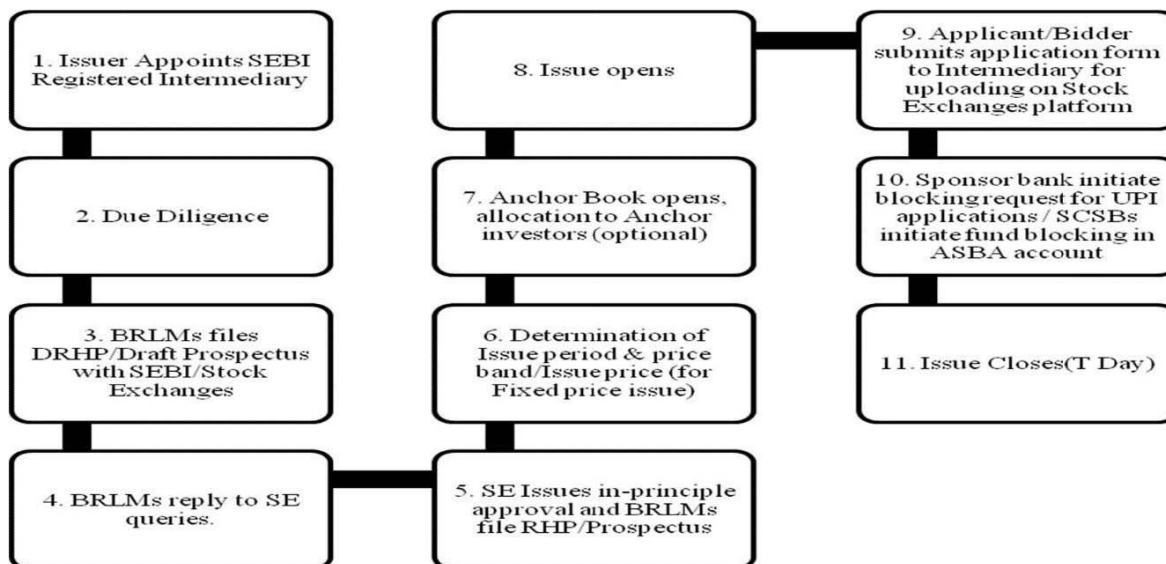 1. Issuer Appoints SEBI
Registered Intermediary
2. Due Diligence
3. BRLMs files
DRHP/Draft Prospectus
with SEBI/Stock
Exchanges
4. BRLMs reply to SE
queries.
5. SE Issues in-principle
approval and BRLMs
file RHP/Prospectus
6. Determination of
Issue period & price
band/Issue price (for
Fixed price issue)
7. Anchor Book opens,
allocation to Anchor
investors (optional)
8. Issue opens
9. Applicant/Bidder
submits application form
to Intermediary for
uploading on Stock
Exchanges platform
10. Sponsor bank initiate
blocking request for UPI
applications / SCSBs
initiate fund blocking in
ASBA account
11. Issue Closes(T Day)